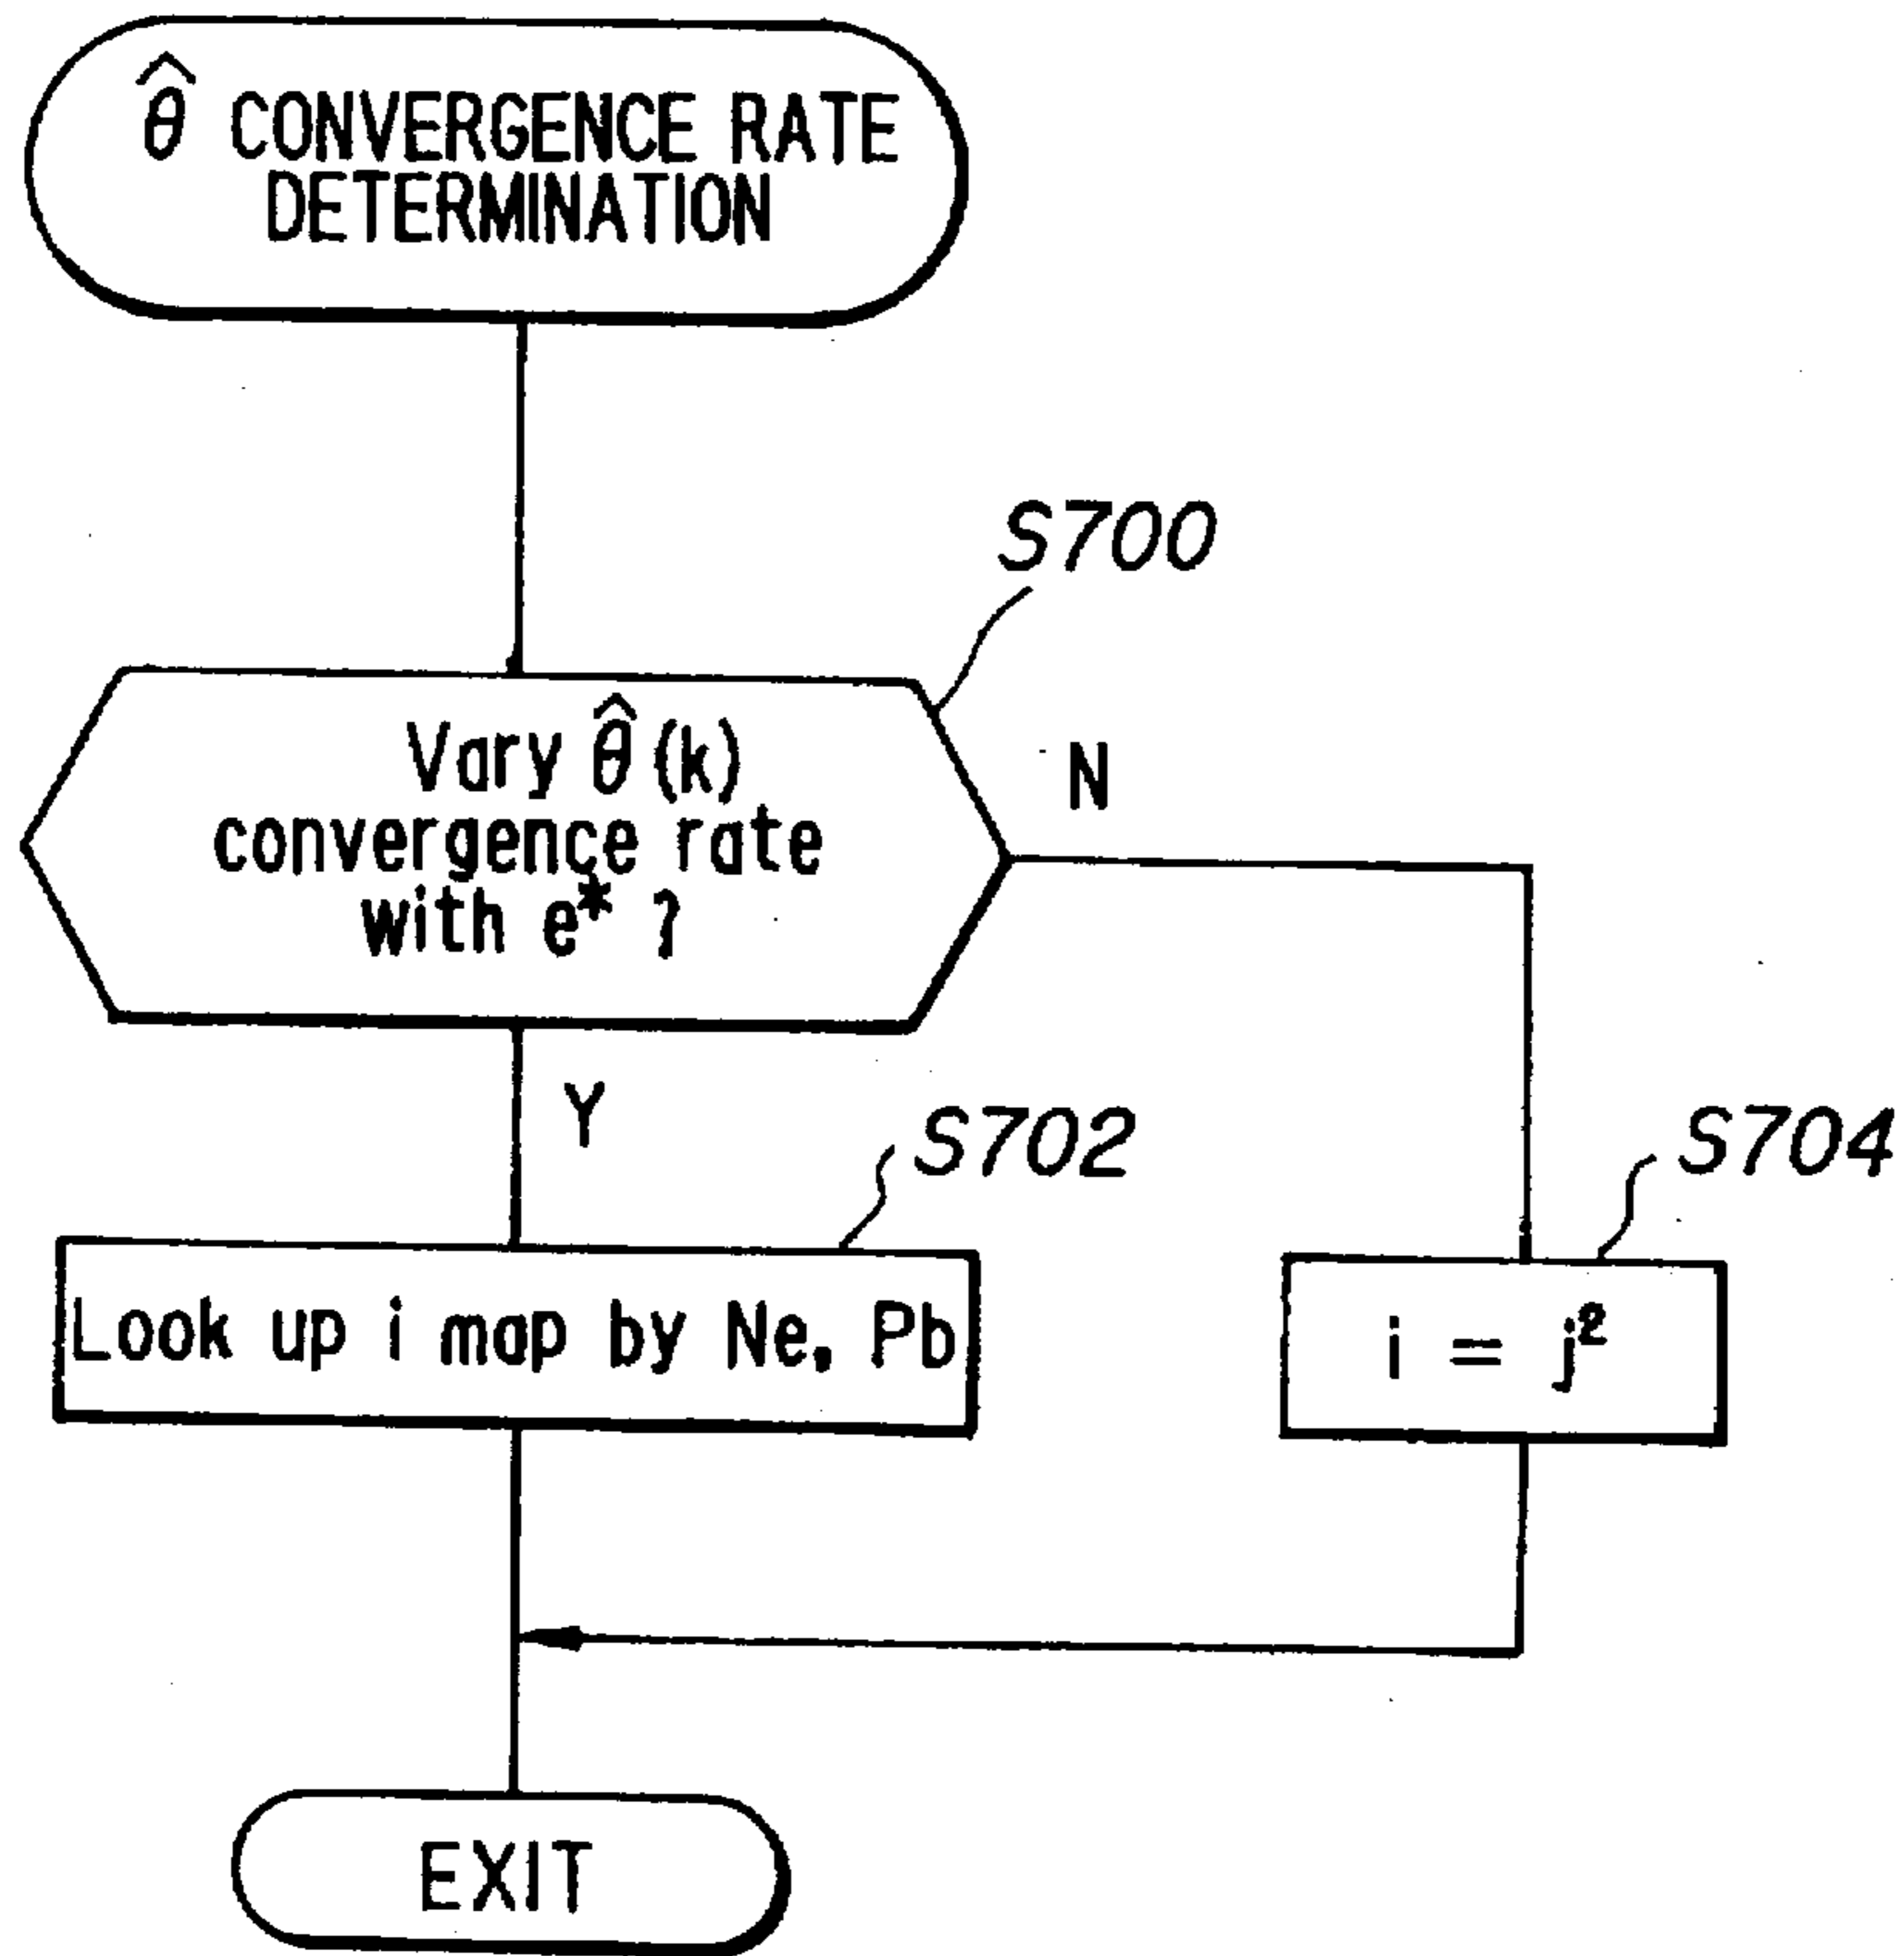 θ̂ CONVERGENCE RATE
DETERMINATION
S700
Vary θ̂(k)
convergence rate
with e* ?
N
Y
S702
S704
Look up i map by Ne, Pb
i = j²
EXIT